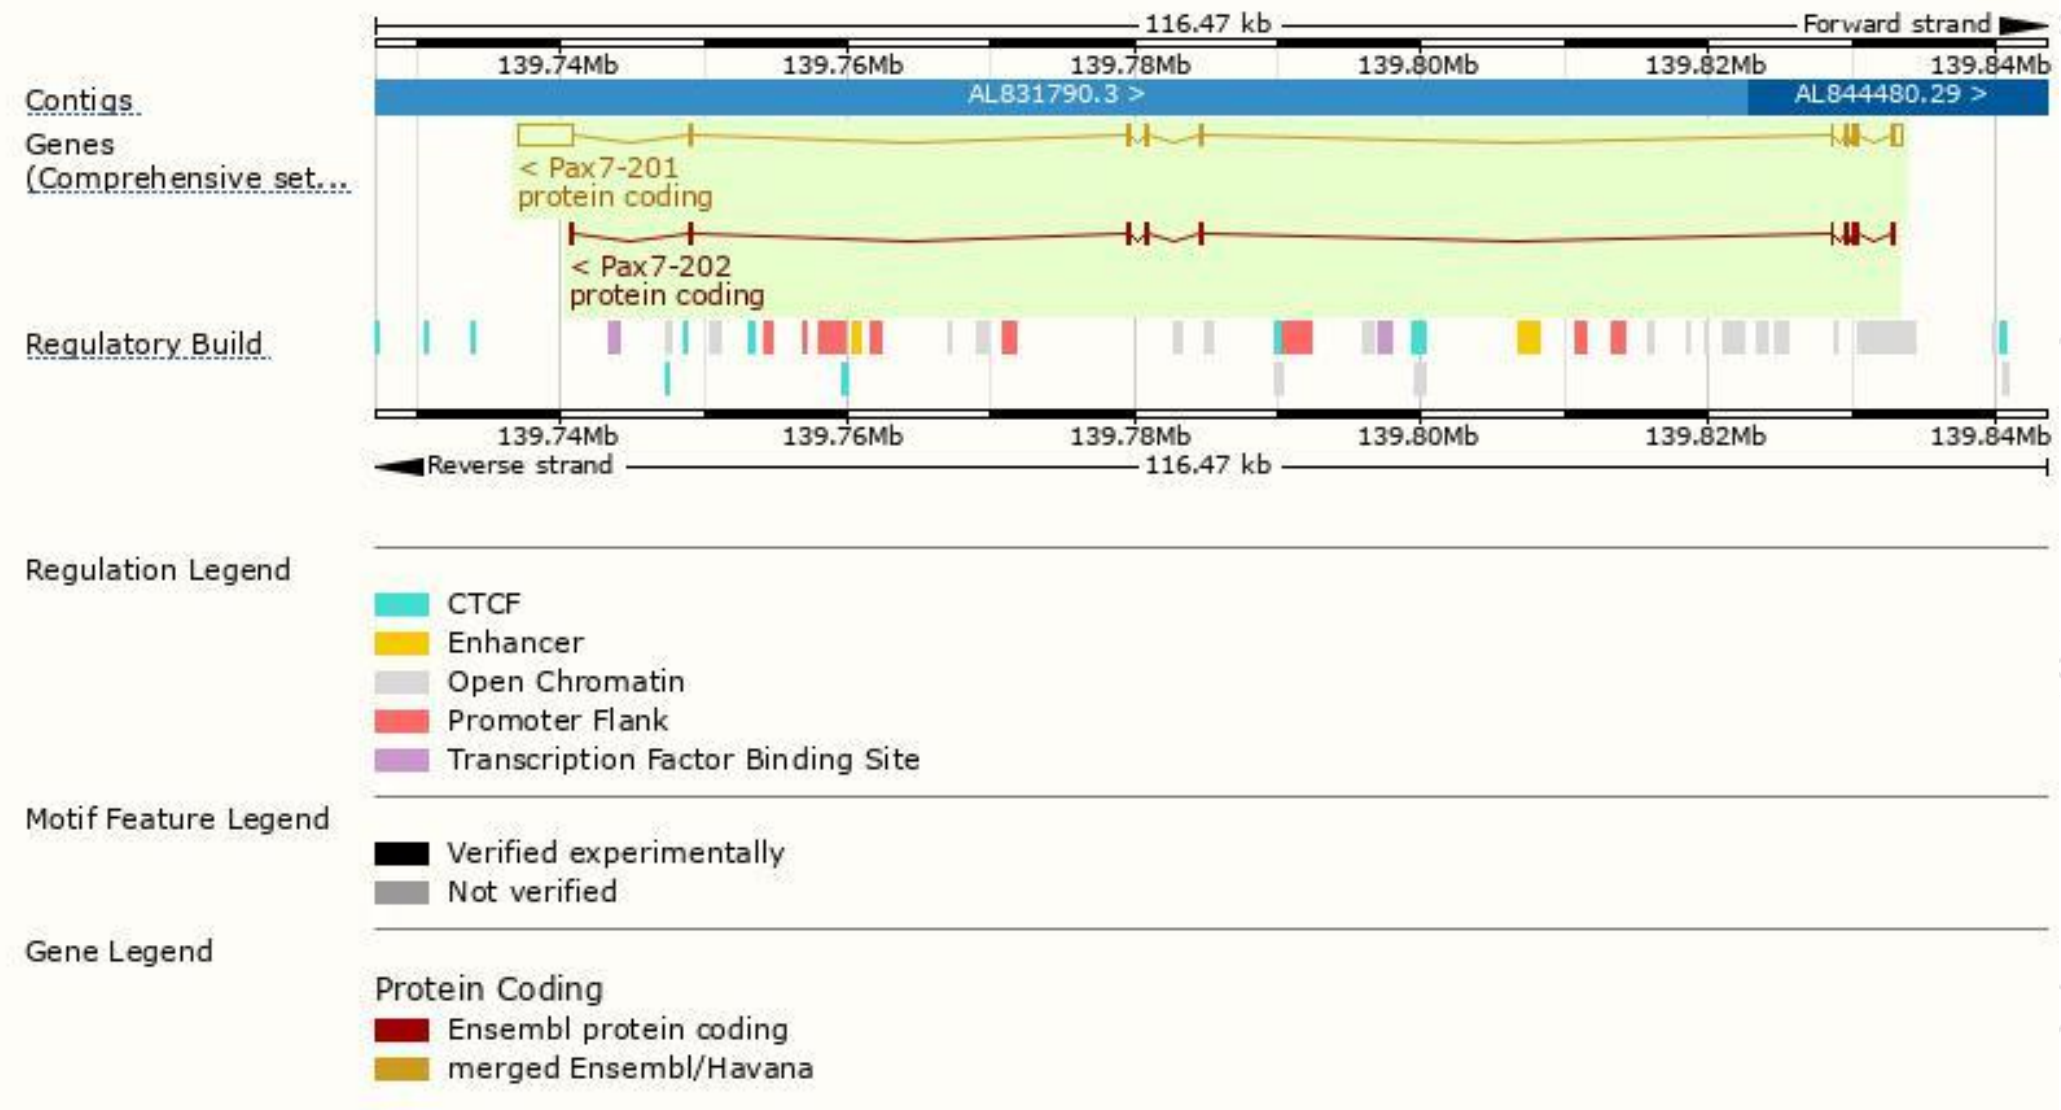 116.47 kb Forward strand
139.74Mb 139.76Mb 139.78Mb 139.80Mb 139.82Mb 139.84Mb
Contigs AL831790.3 > AL844480.29 >
Genes
(Comprehensive set...
< Pax7-201
protein coding
< Pax7-202
protein coding
Regulatory Build
139.74Mb 139.76Mb 139.78Mb 139.80Mb 139.82Mb 139.84Mb
Reverse strand 116.47 kb
Regulation Legend
CTCF
Enhancer
Open Chromatin
Promoter Flank
Transcription Factor Binding Site
Motif Feature Legend
Verified experimentally
Not verified
Gene Legend
Protein Coding
Ensembl protein coding
merged Ensembl/Havana